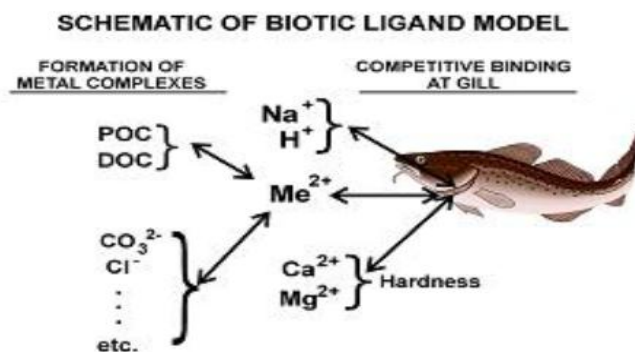 SCHEMATIC OF BIOTIC LIGAND MODEL
FORMATION OF
METAL COMPLEXES
COMPETITIVE BINDING
AT GILL
POC
DOC
Na⁺
H⁺
Me²⁺
CO₃²⁻
Cl⁻
.
.
.
etc.
Ca²⁺
Mg²⁺
Hardness